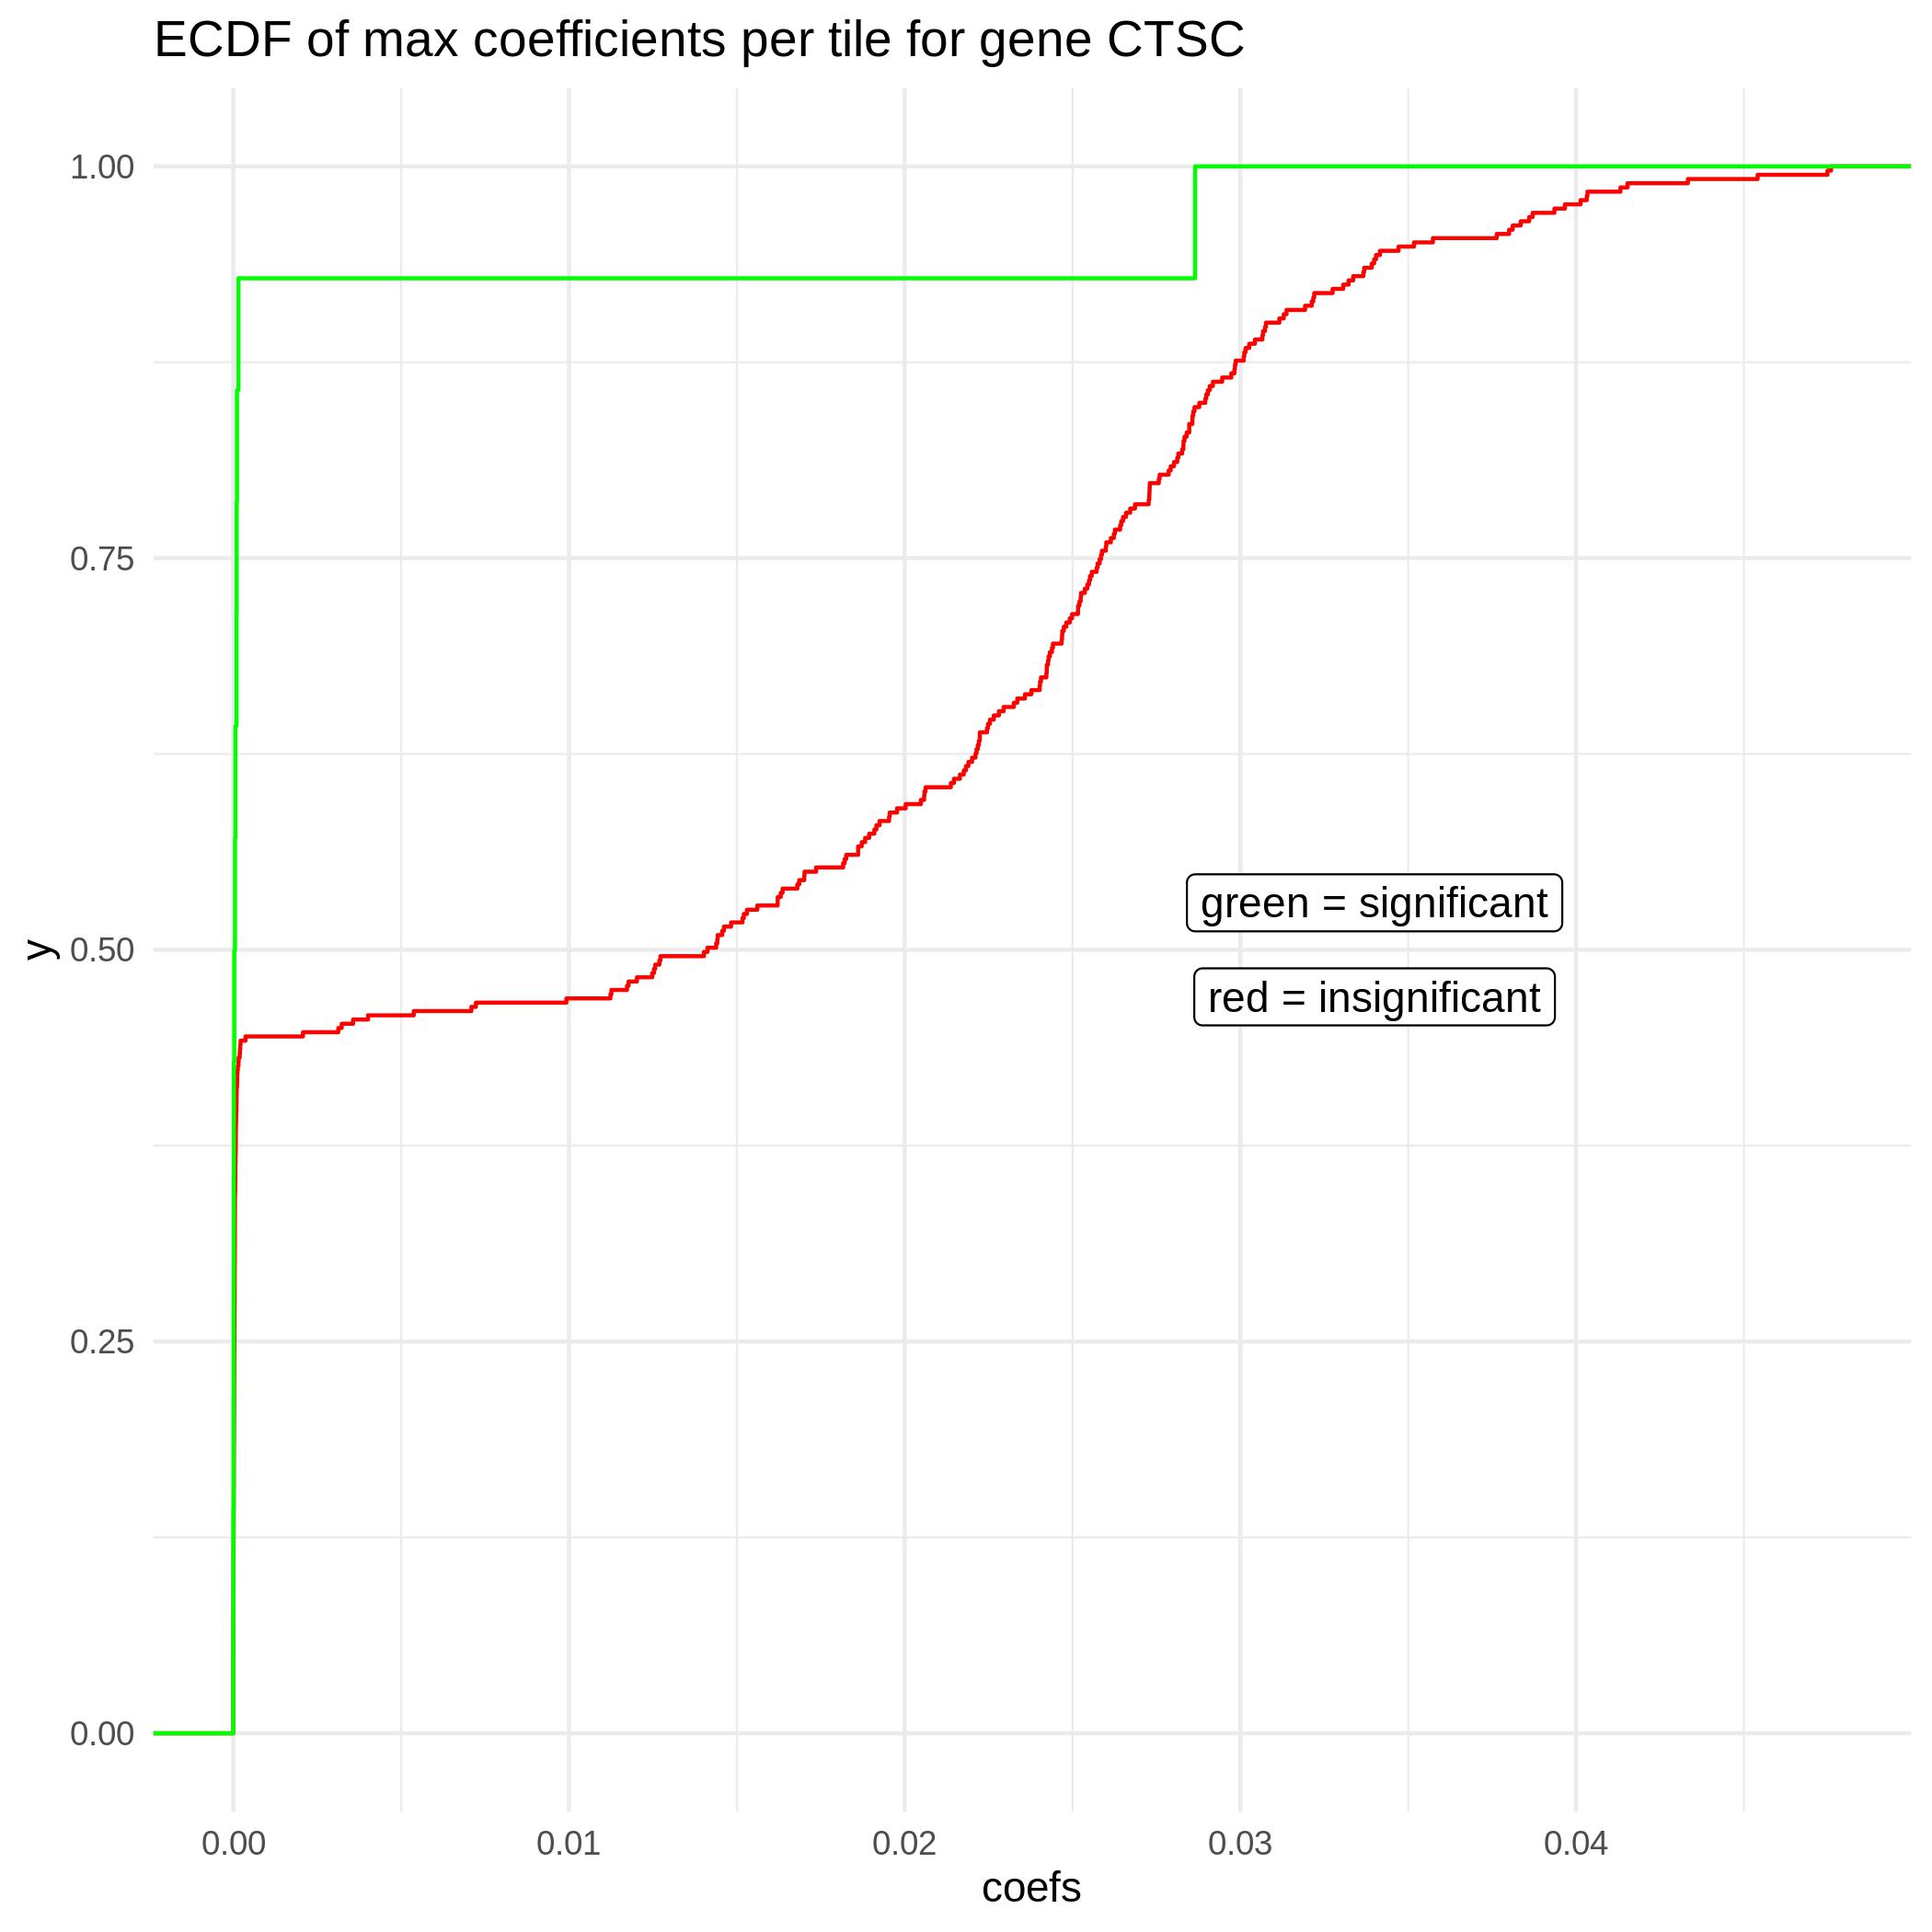 ECDF of max coefficients per tile for gene CTSC
1.00
0.75
0.50
0.25
0.00
y
green = significant
red = insignificant
0.00 0.01 0.02 0.03 0.04
coefs